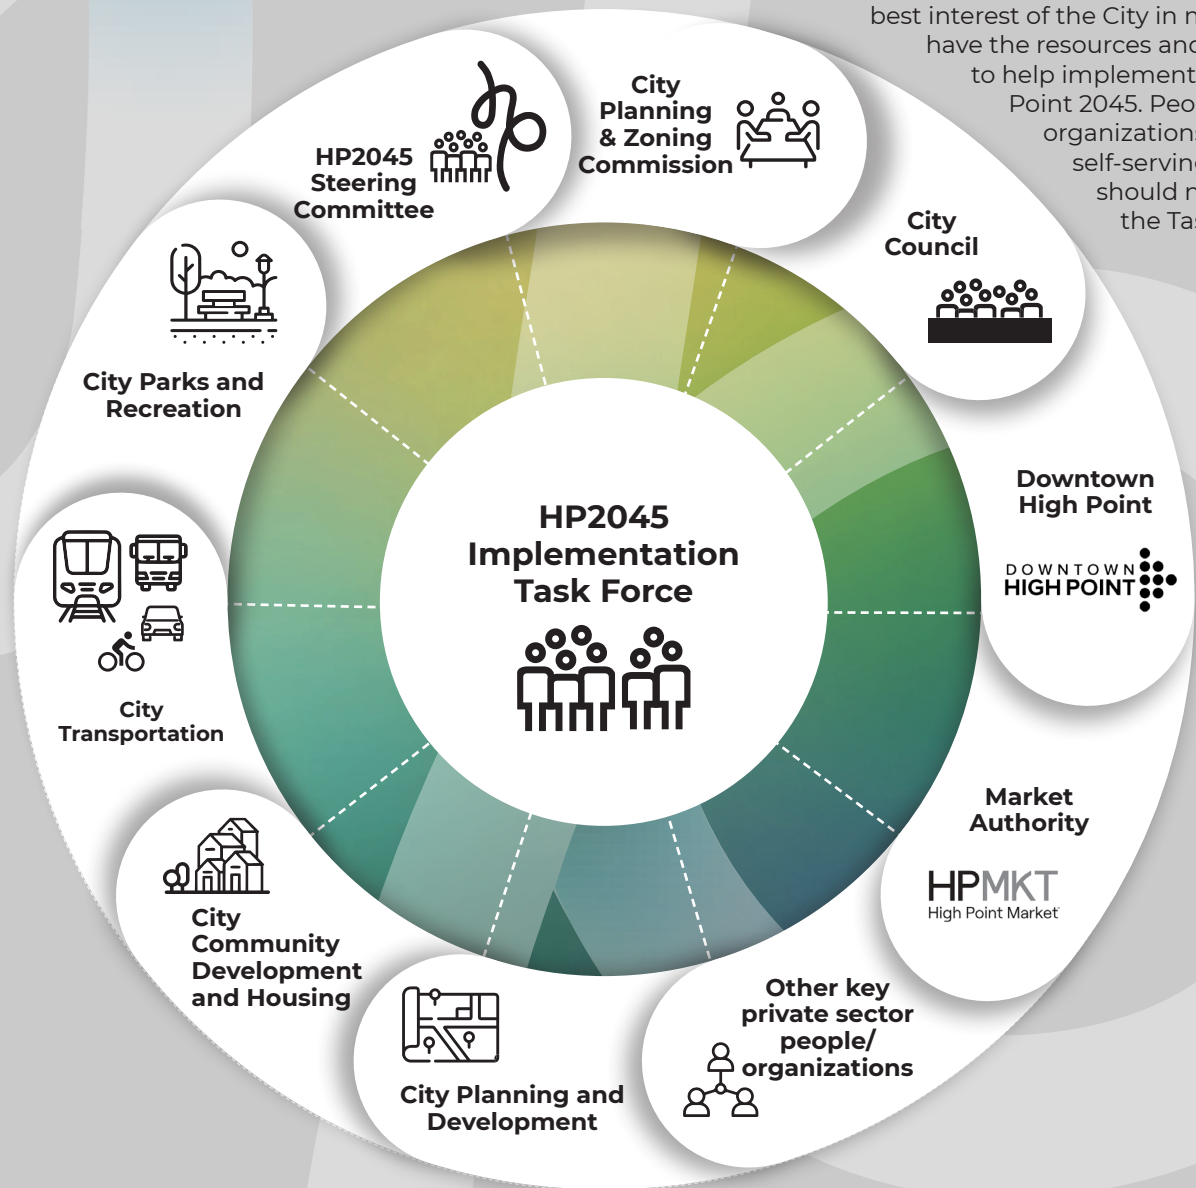 best interest of the City in
have the resources and
to help implement
Point 2045.
organizations
self-serving
should
the
City
Planning
& Zoning
Commission
HP2045
Steering
Committee
City
Council
City Parks and
Recreation
Downtown
High Point
DOWNTOWN
HIGH POINT
HP2045
Implementation
Task Force
City
Transportation
Market
Authority
HPMKT
High Point Market
City
Community
Development
and Housing
Other key
private sector
people/
organizations
City Planning and
Development